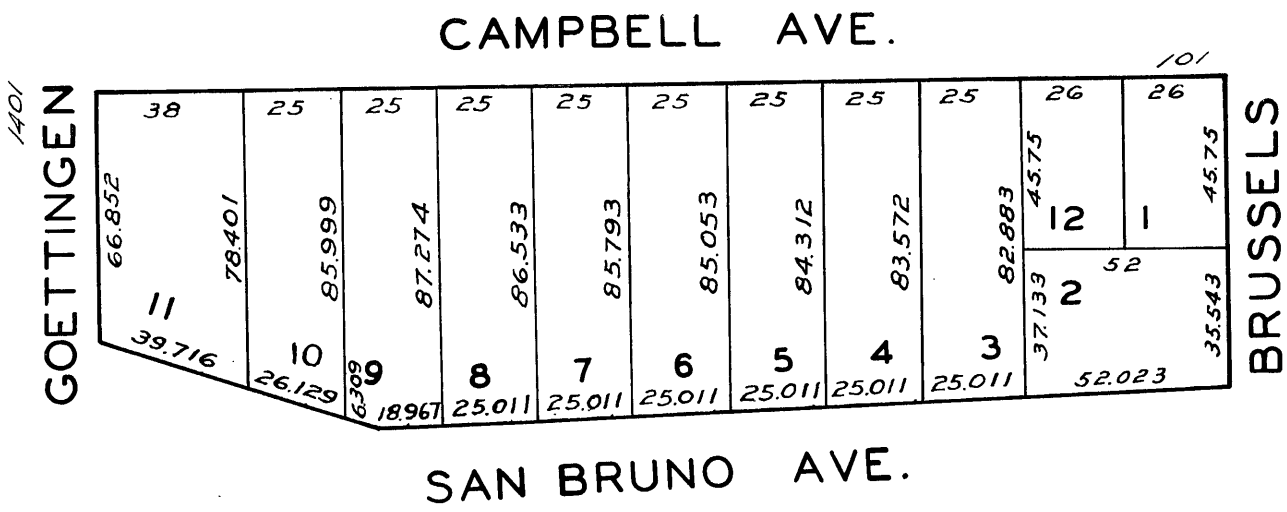 CAMPBELL AVE.
101
1401
GOETTINGEN
BRUSSELS
38 25 25 25 25 25 25 25 25 26 26
66.852 78.401 85.999 87.274 86.533 85.793 85.053 84.312 83.572 82.883 45.75 45.75
12 1
52
2
37.133 35.543
52.023
11 10 9 8 7 6 5 4 3
39.716 26.129 6.309 18.967 25.011 25.011 25.011 25.011 25.011 25.011
SAN BRUNO AVE.